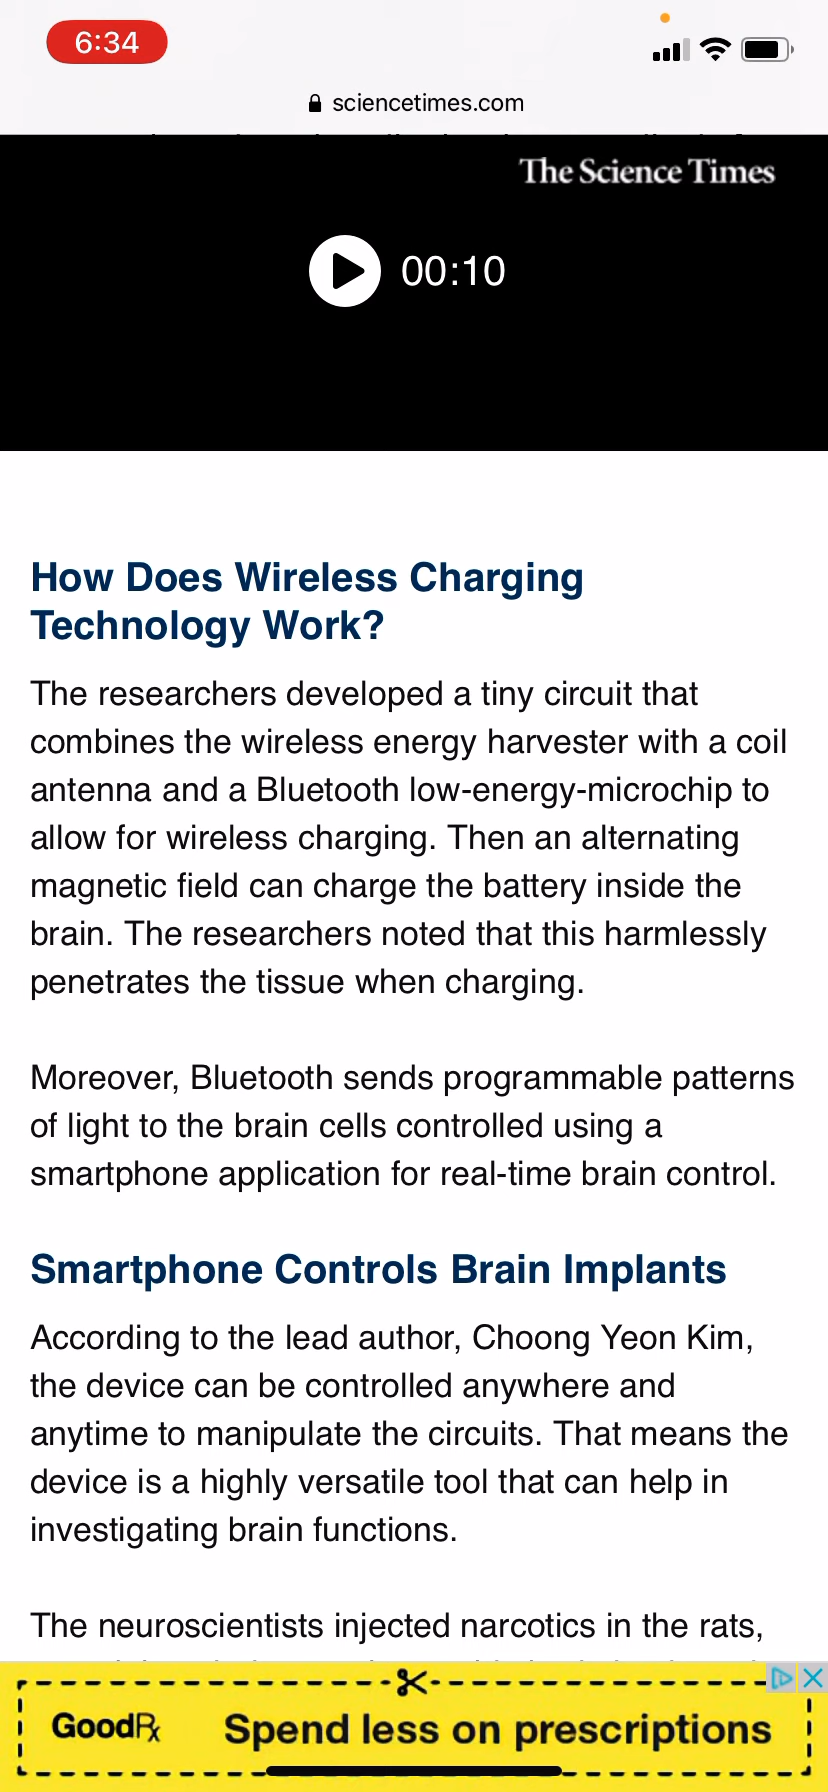 6:34
sciencetimes.com
The Science Times
00:10
How Does Wireless Charging
Technology Work?
The researchers developed a tiny circuit that
combines the wireless energy harvester with a coil
antenna and a Bluetooth low-energy-microchip to
allow for wireless charging. Then an alternating
magnetic field can charge the battery inside the
brain. The researchers noted that this harmlessly
penetrates the tissue when charging.
Moreover, Bluetooth sends programmable patterns
of light to the brain cells controlled using a
smartphone application for real-time brain control.
Smartphone Controls Brain Implants
According to the lead author, Choong Yeon Kim,
the device can be controlled anywhere and
anytime to manipulate the circuits. That means the
device is a highly versatile tool that can help in
investigating brain functions.
The neuroscientists injected narcotics in the rats,
GoodRx Spend less on prescriptions